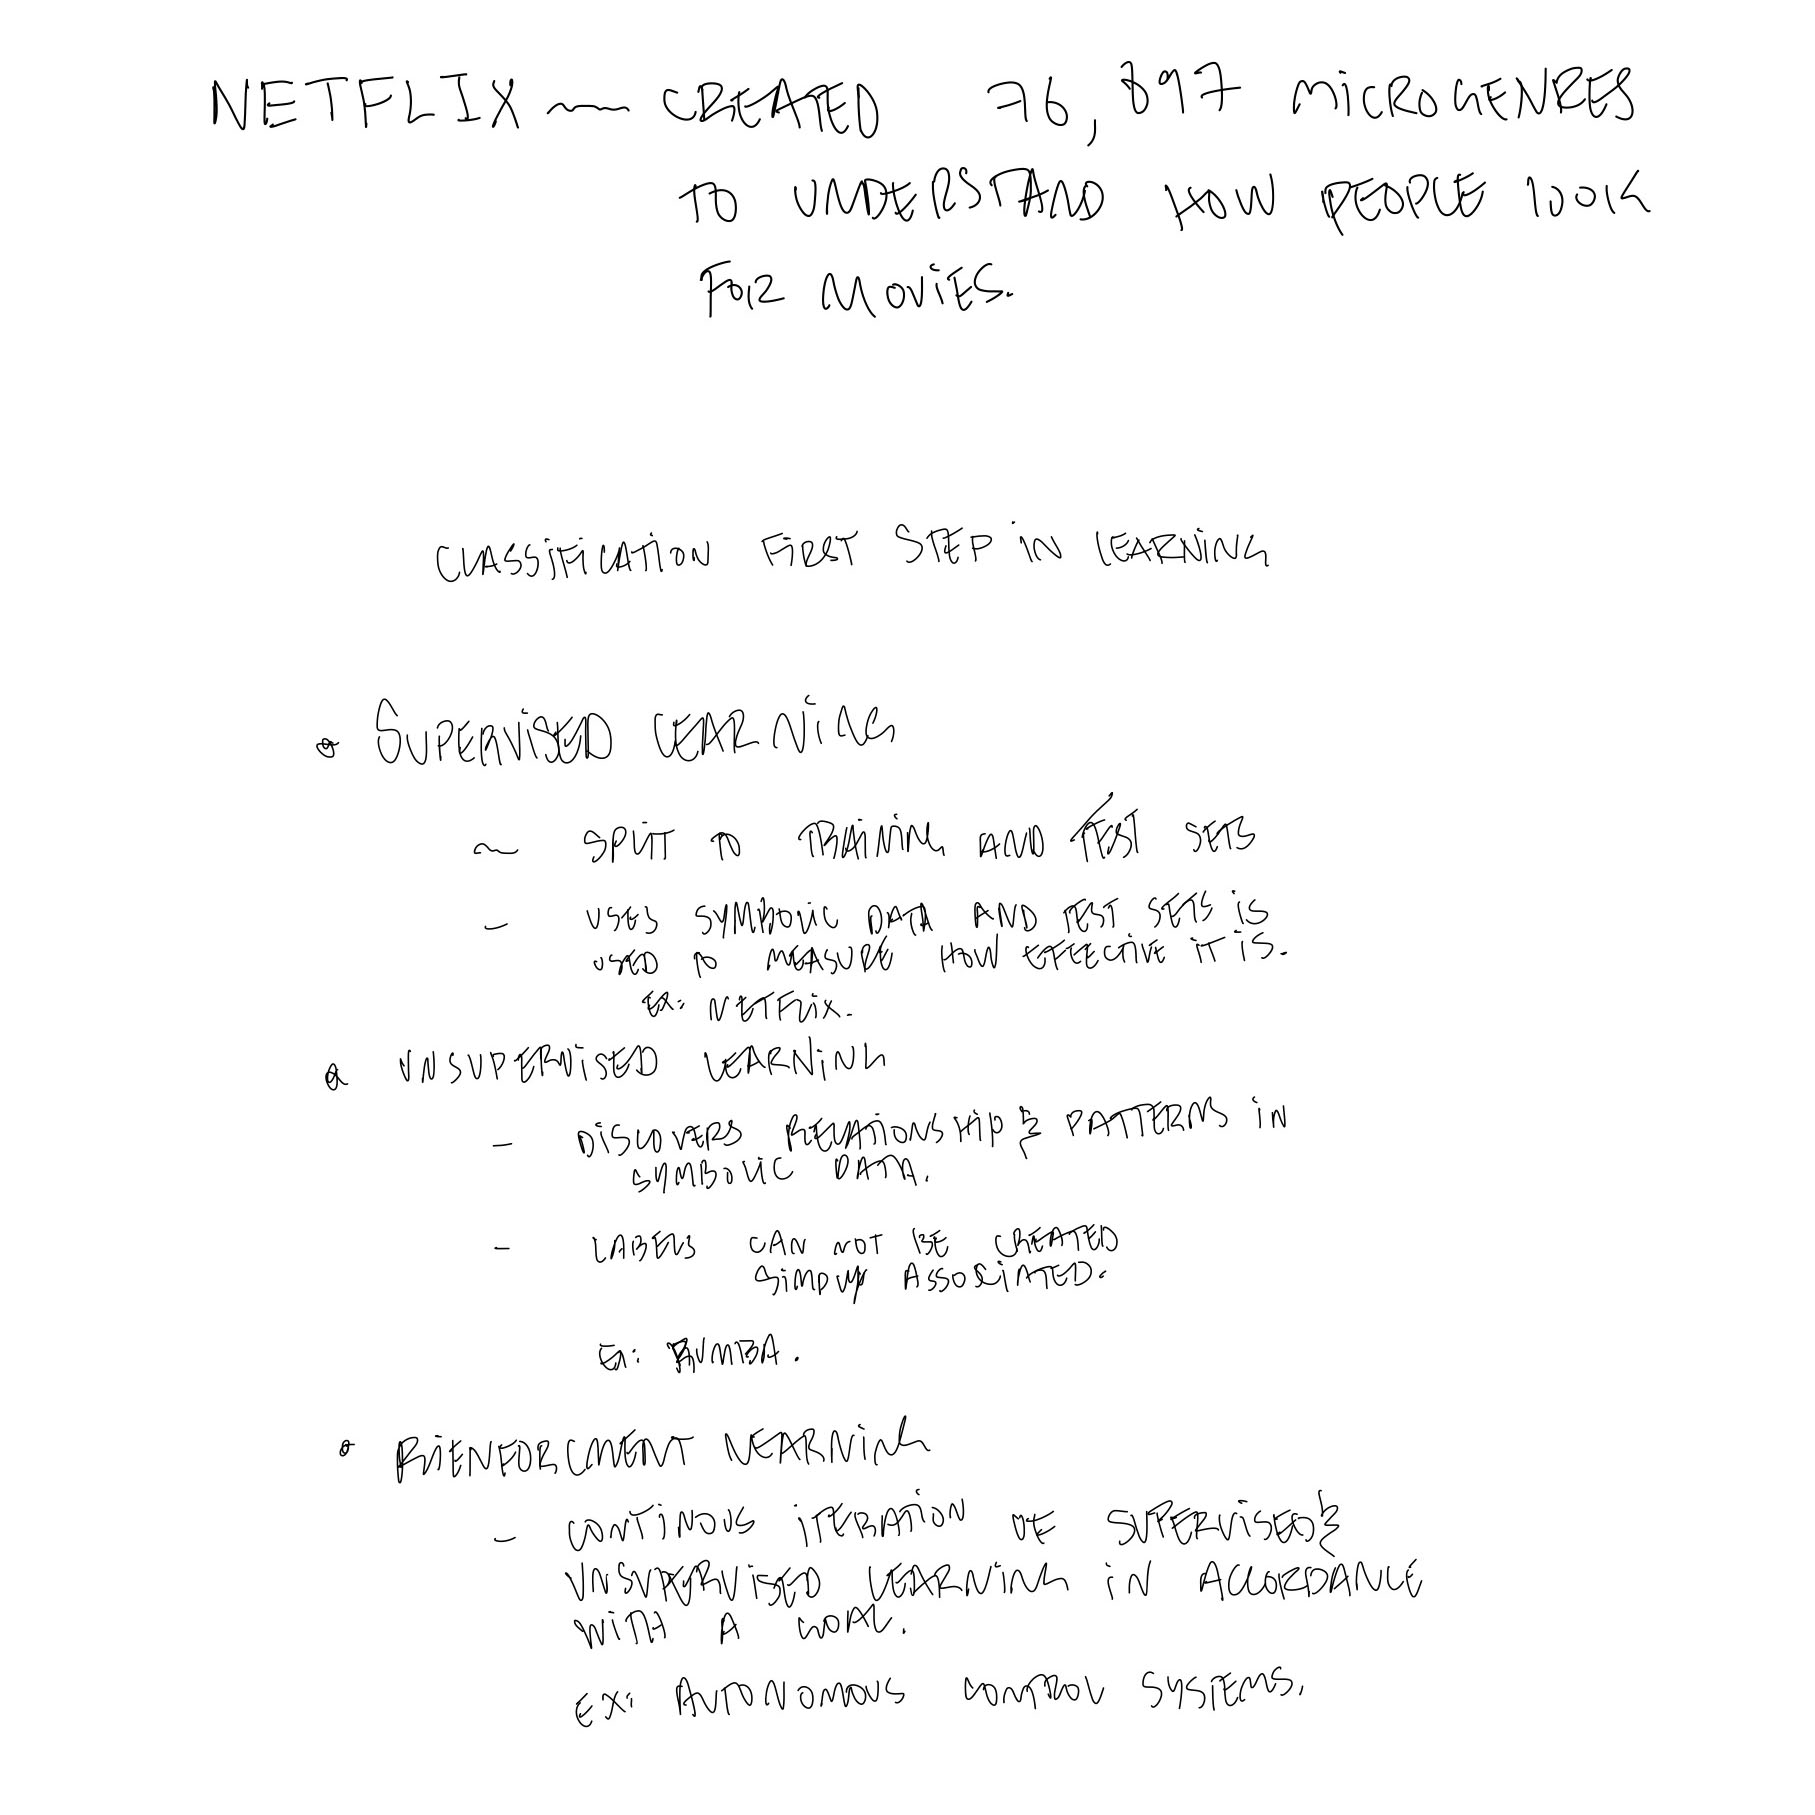 NETFLIX — CREATED 76,897 MICROGENRES
TO UNDERSTAND HOW PEOPLE LOOK
FOR MOVIES.
CLASSIFICATION FIRST STEP IN LEARNING
• SUPERVISED LEARNING
~ SPLIT TO TRAINING AND TEST SETS
- USES SYMBOLIC DATA AND TEST SETS IS
USED TO MEASURE HOW EFFECTIVE IT IS.
EX: NETFLIX.
• UNSUPERVISED LEARNING
- DISCOVERS RELATIONSHIP & PATTERNS IN
SYMBOLIC DATA.
- LABELS CAN NOT BE CREATED
SIMPLY ASSOCIATED.
EX: RUMBA.
• RIENFORCMENT LEARNING
- CONTINOUS ITERATION OF SUPERVISED &
UNSUPERVISED LEARNING IN ACCORDANCE
WITH A GOAL.
EX: AUTONOMOUS CONTROL SYSTEMS.